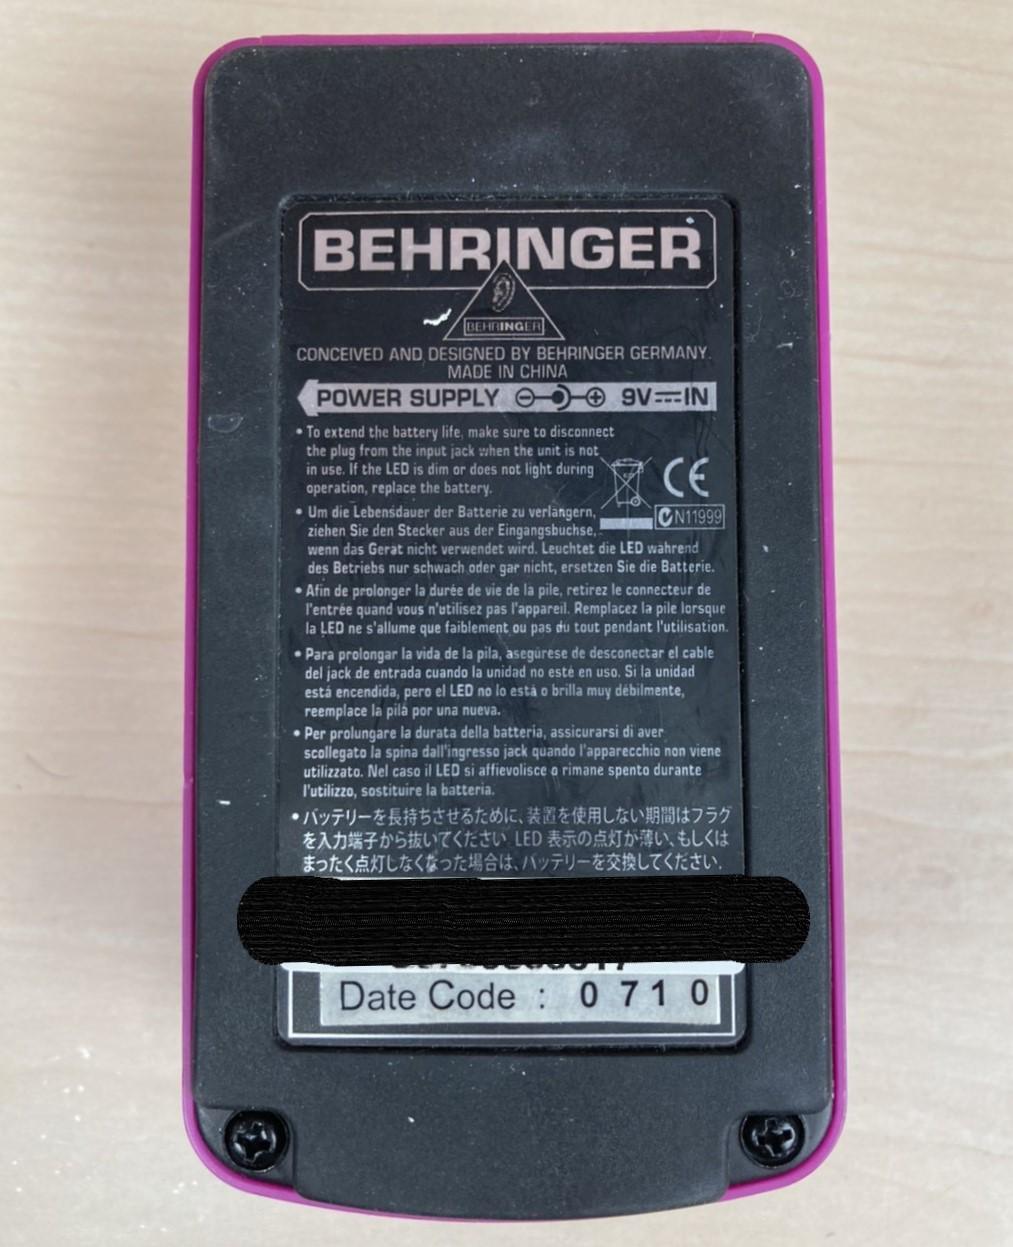 BEHRINGER
BEHRINGER
CONCEIVED AND DESIGNED BY BEHRINGER GERMANY.
MADE IN CHINA
POWER SUPPLY 9V IN
• To extend the battery life, make sure to disconnect
the plug from the input jack when the unit is not
in use. If the LED is dim or does not light during
operation, replace the battery.
CE
N11999
• Um die Lebensdauer der Batterie zu verlängern,
ziehen Sie den Stecker aus der Eingangsbuchse,
wenn das Gerät nicht verwendet wird. Leuchtet die LED während
des Betriebs nur schwach oder gar nicht, ersetzen Sie die Batterie.
• Afin de prolonger la durée de vie de la pile, retirez le connecteur de
l'entrée quand vous n'utilisez pas l'appareil. Remplacez la pile lorsque
la LED ne s'allume que faiblement ou pas du tout pendant l'utilisation.
• Para prolongar la vida de la pila, asegúrese de desconectar el cable
del jack de entrada cuando la unidad no esté en uso. Si la unidad
está encendida, pero el LED no lo está o brilla muy débilmente,
reemplace la pila por una nueva.
• Per prolungare la durata della batteria, assicurarsi di aver
scollegato la spina dall'ingresso jack quando l'apparecchio non viene
utilizzato. Nel caso il LED si affievolisce o rimane spento durante
l'utilizzo, sostituire la batteria.
• バッテリーを長持ちさせるために、装置を使用しない期間はプラグ
を入力端子から抜いてください. LED 表示の点灯が薄い、もしくは
まったく点灯しなくなった場合は、バッテリーを交換してください.
Date Code : 0 7 1 0